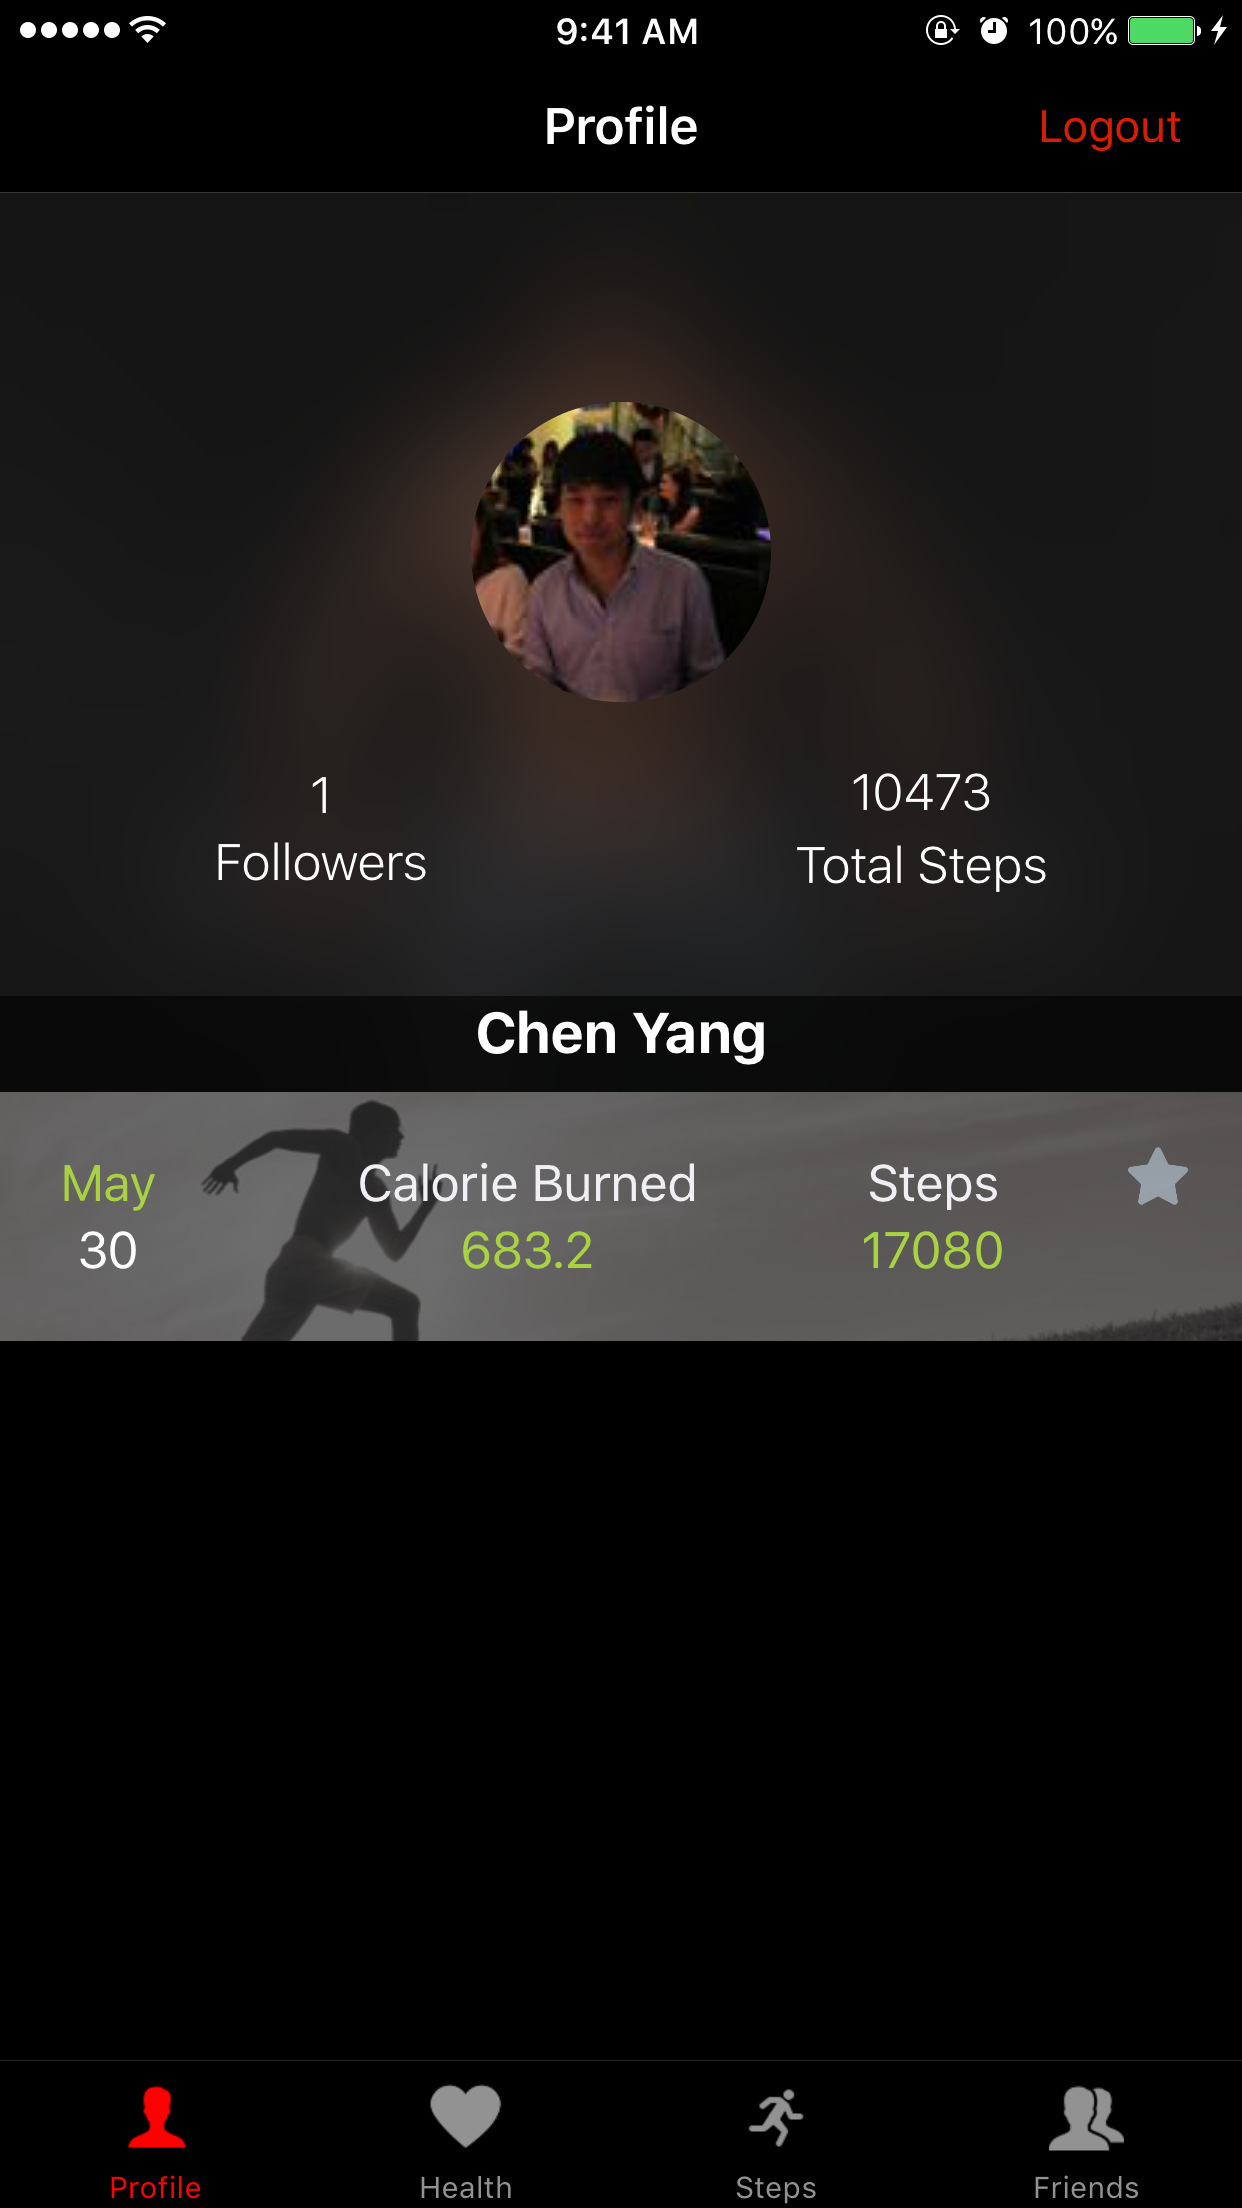 9:41 AM
100%
Profile
Logout
1
Followers
10473
Total Steps
Chen Yang
May
30
Calorie Burned
683.2
Steps
17080
Profile
Health
Steps
Friends